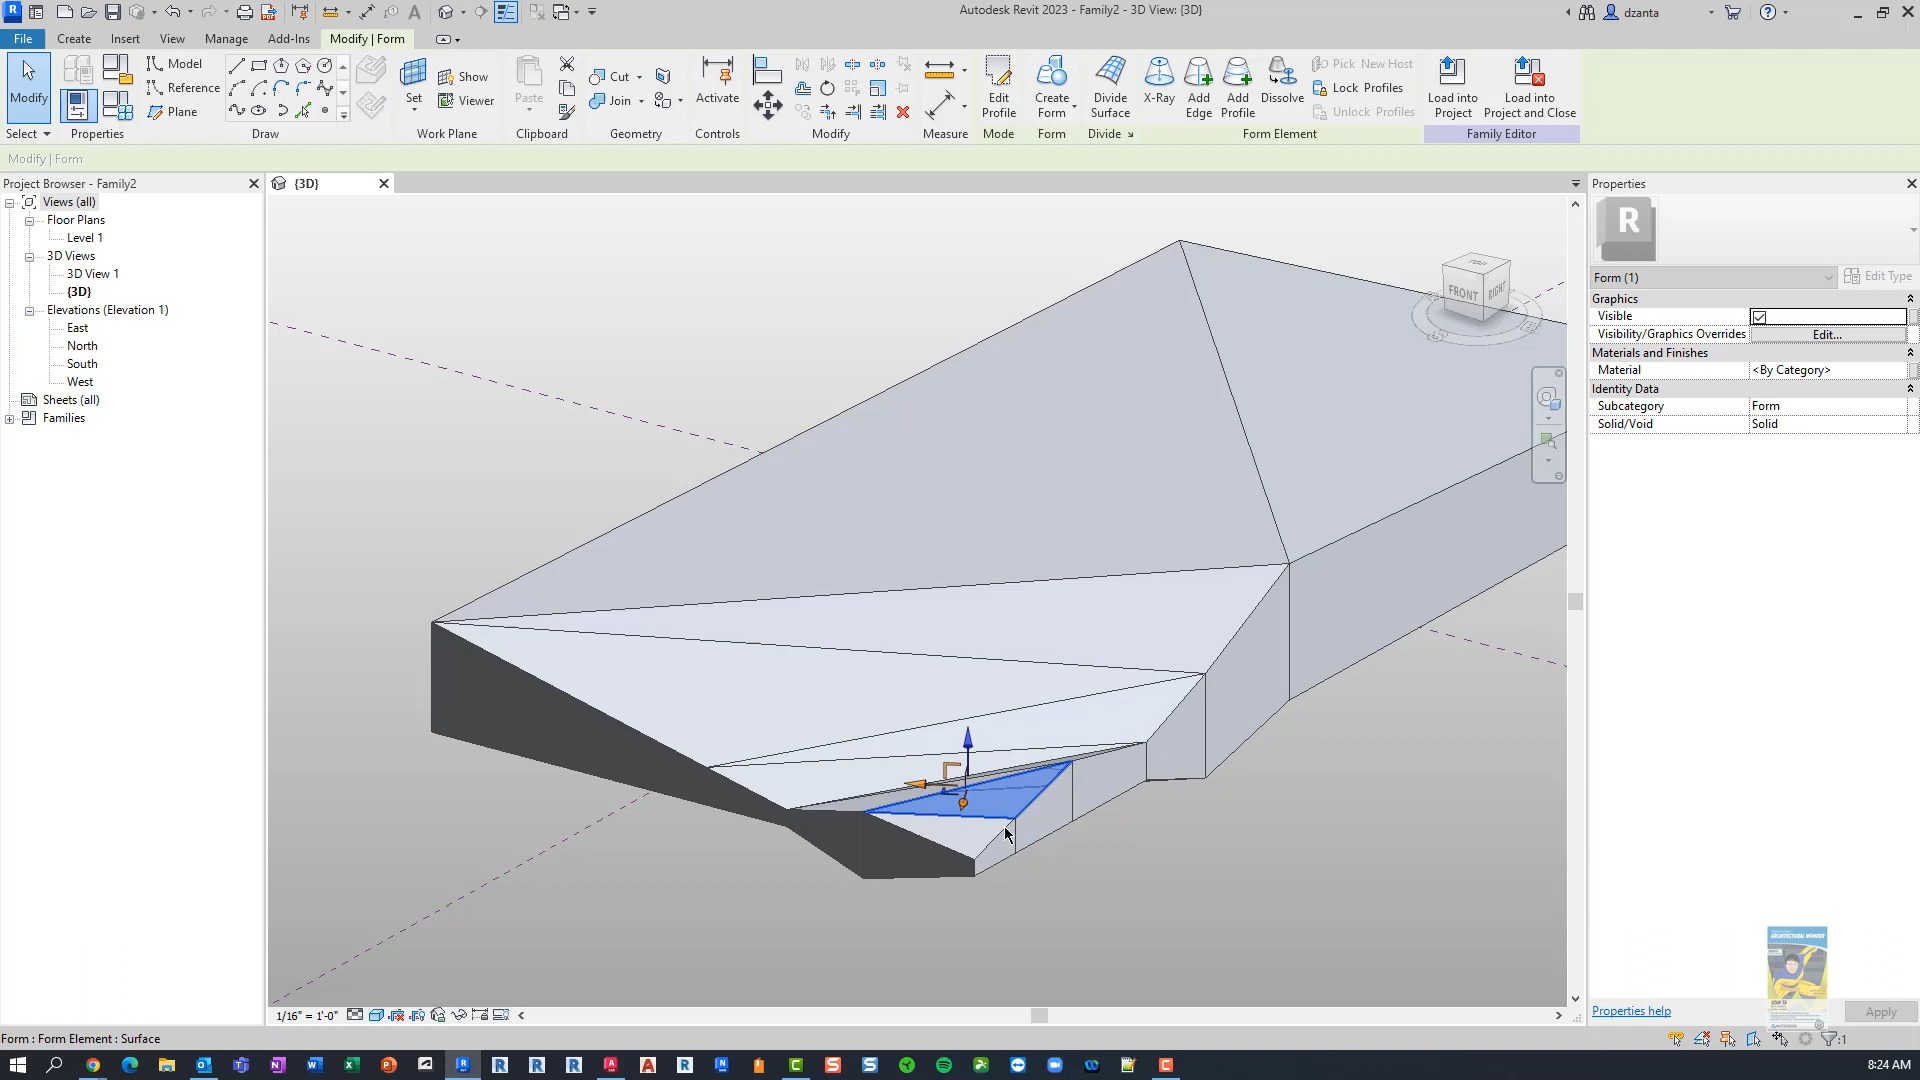 Autodesk Revit 2023 - Family2 - 3D View: {3D}
dzanta
File Create Insert View Manage Add-Ins Modify | Form
Modify
Select
Properties
Model
Reference
Plane
Draw
Set
Show
Viewer
Work Plane
Paste
Clipboard
Cut
Join
Geometry
Activate
Controls
Modify
Measure
Edit Profile
Mode
Create Form
Form
Divide Surface
Divide
X-Ray
Add Edge
Add Profile
Dissolve
Pick New Host
Lock Profiles
Unlock Profiles
Form Element
Load into Project
Load into Project and Close
Family Editor
Modify | Form
Project Browser - Family2
Views (all)
Floor Plans
Level 1
3D Views
3D View 1
{3D}
Elevations (Elevation 1)
East
North
South
West
Sheets (all)
Families
{3D}
TOP
FRONT
RIGHT
Properties
R
Form (1)
Edit Type
Graphics
Visible
Visibility/Graphics Overrides Edit...
Materials and Finishes
Material <By Category>
Identity Data
Subcategory Form
Solid/Void Solid
ARCHITECTURAL WONDER
Properties help
Apply
1/16" = 1'-0"
Form : Form Element : Surface
:1
8:24 AM